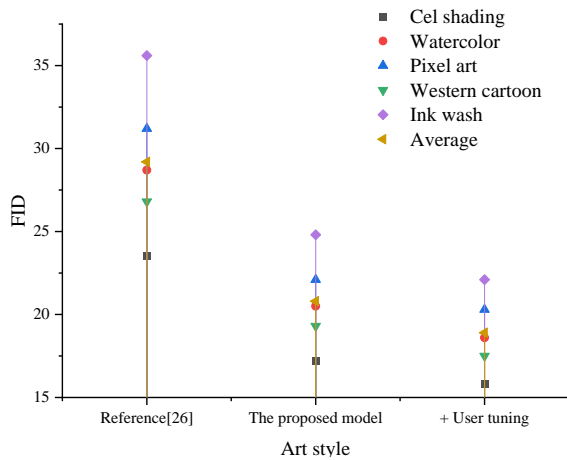 Cel shading
Watercolor
Pixel art
Western cartoon
Ink wash
Average
35
30
25
20
15
FID
Reference[26]
The proposed model
+ User tuning
Art style